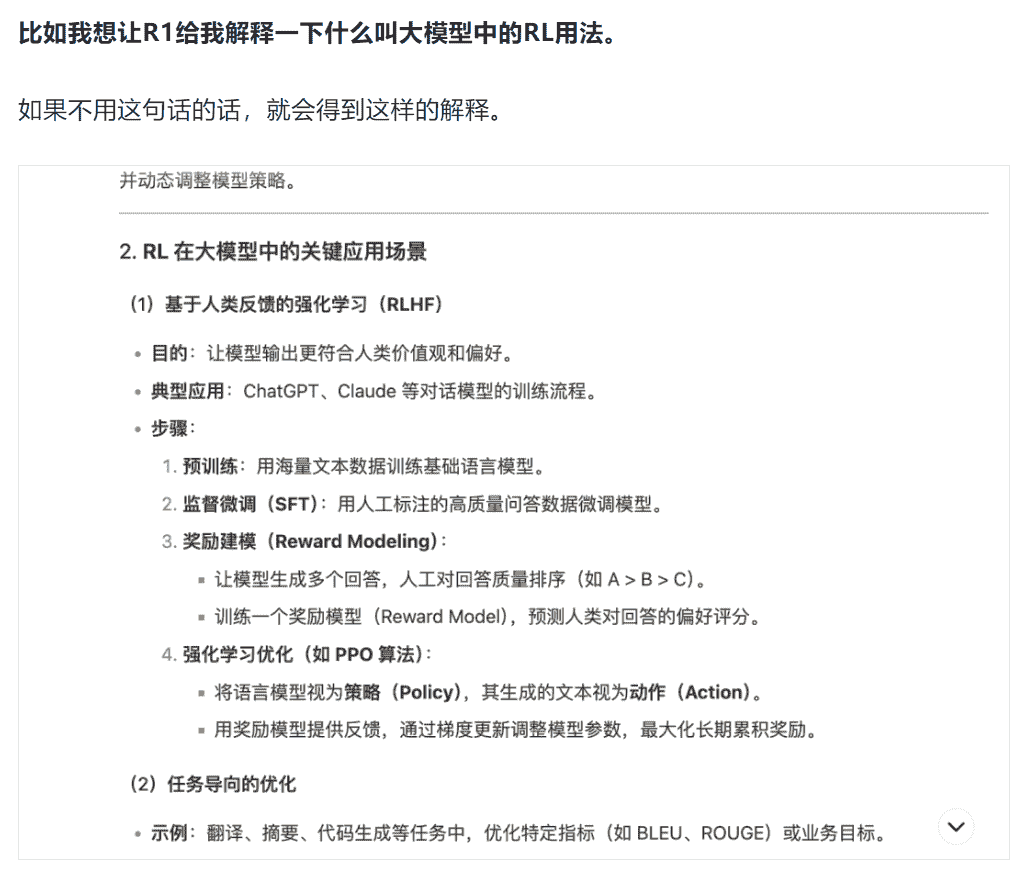 比如我想让R1给我解释一下什么叫大模型中的RL用法。
如果不用这句话的话，就会得到这样的解释。
并动态调整模型策略。
2. RL 在大模型中的关键应用场景
（1）基于人类反馈的强化学习（RLHF）
• 目的：让模型输出更符合人类价值观和偏好。
• 典型应用：ChatGPT、Claude 等对话模型的训练流程。
• 步骤：
1. 预训练：用海量文本数据训练基础语言模型。
2. 监督微调（SFT）：用人工标注的高质量问答数据微调模型。
3. 奖励建模（Reward Modeling）：
▪ 让模型生成多个回答，人工对回答质量排序（如 A > B > C）。
▪ 训练一个奖励模型（Reward Model），预测人类对回答的偏好评分。
4. 强化学习优化（如 PPO 算法）：
▪ 将语言模型视为策略（Policy），其生成的文本视为动作（Action）。
▪ 用奖励模型提供反馈，通过梯度更新调整模型参数，最大化长期累积奖励。
（2）任务导向的优化
• 示例：翻译、摘要、代码生成等任务中，优化特定指标（如 BLEU、ROUGE）或业务目标。